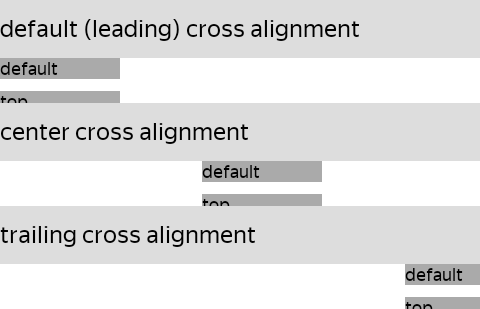 default (leading) cross alignment
default
top
center cross alignment
default
top
trailing cross alignment
default
top